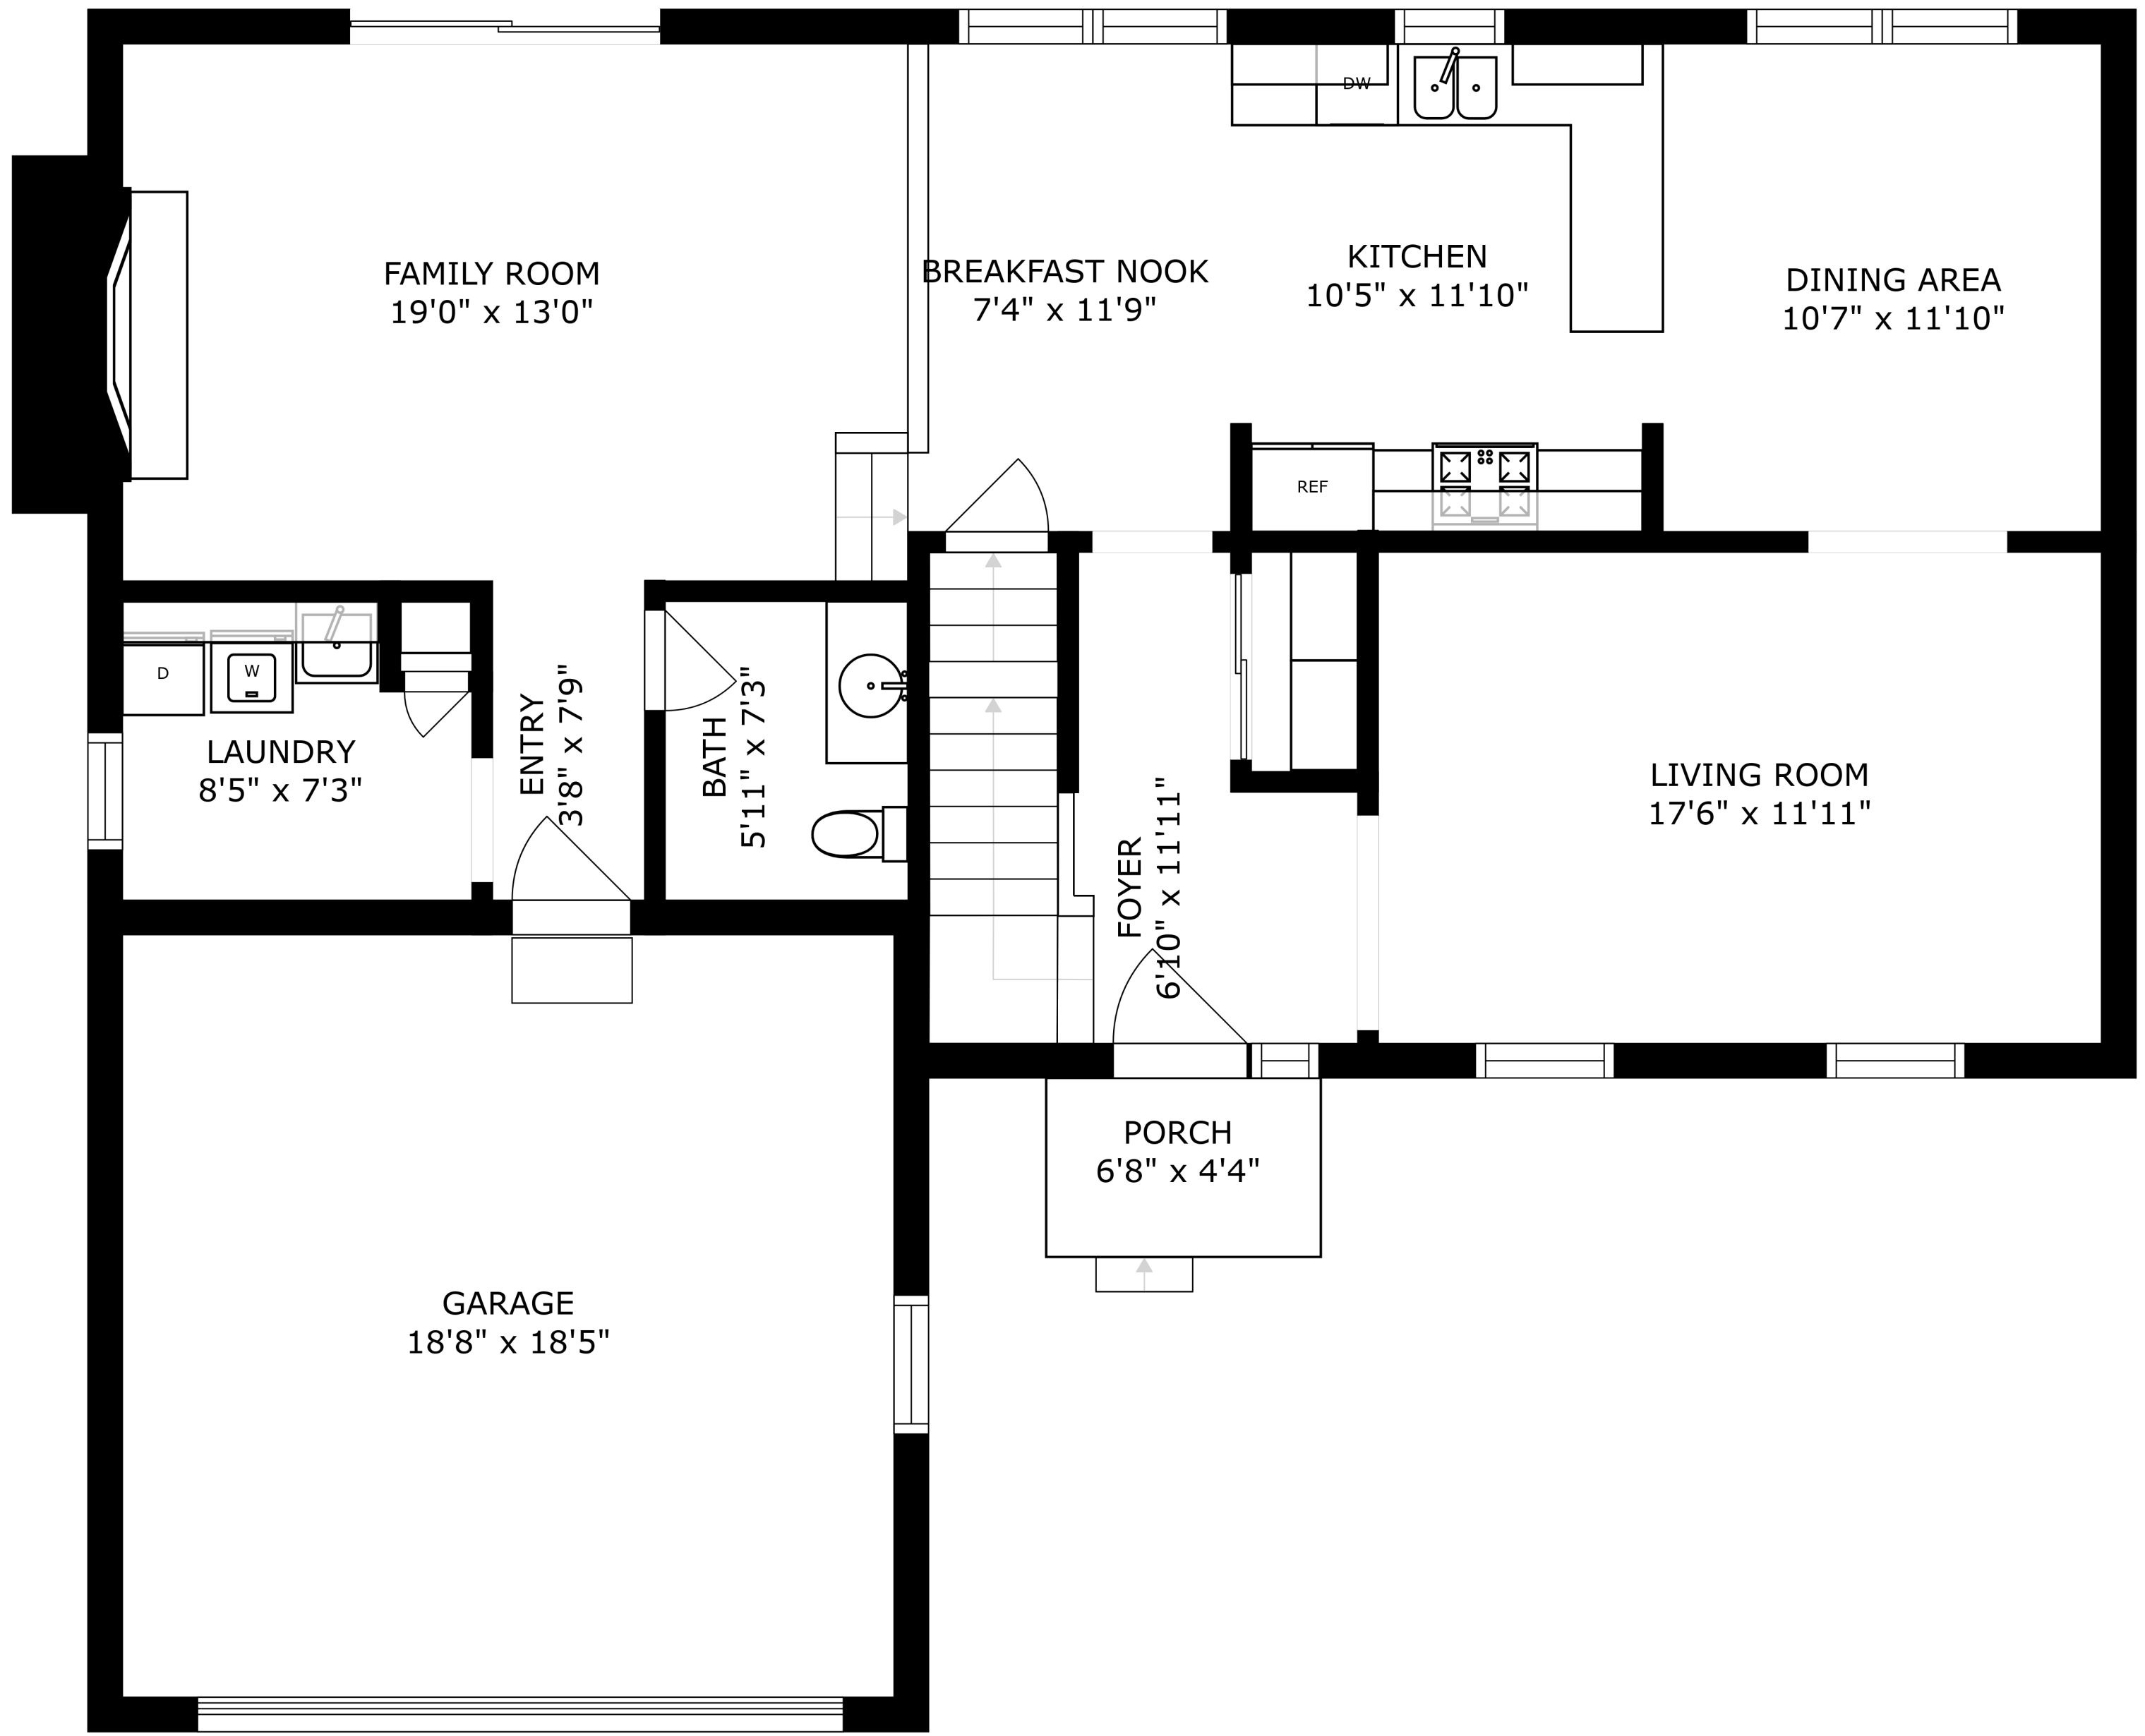 DW
FAMILY ROOM
19'0" x 13'0"
BREAKFAST NOOK
7'4" x 11'9"
KITCHEN
10'5" x 11'10"
DINING AREA
10'7" x 11'10"
REF
D
W
LAUNDRY
8'5" x 7'3"
ENTRY
3'8" x 7'9"
BATH
5'11" x 7'3"
FOYER
6'10" x 11'11"
LIVING ROOM
17'6" x 11'11"
PORCH
6'8" x 4'4"
GARAGE
18'8" x 18'5"